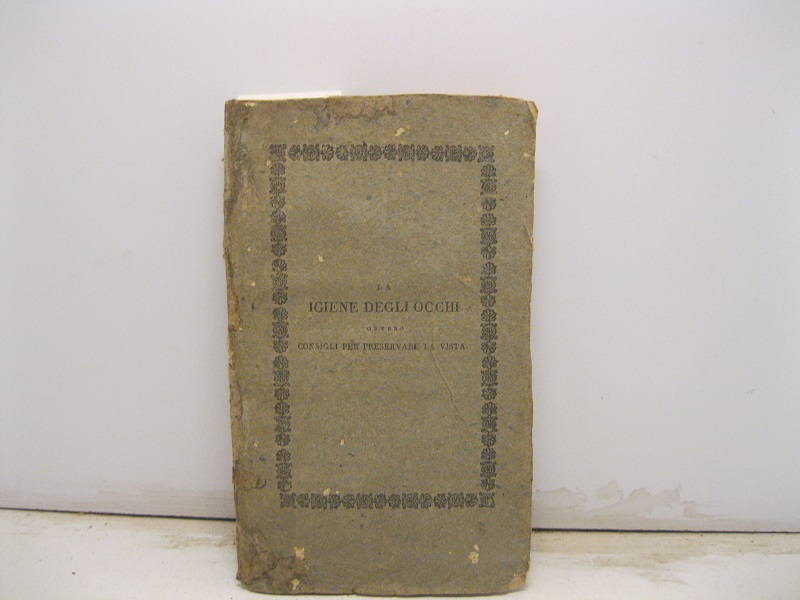 LA
IGIENE DEGLI OCCHI
OVVERO
CONSIGLI PER PRESERVARE LA VISTA